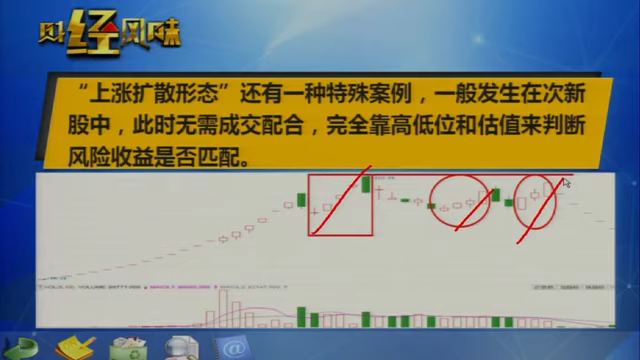 财经风味
“上涨扩散形态”还有一种特殊案例，一般发生在次新
股中，此时无需成交配合，完全靠高低位和估值来判断
风险收益是否匹配。